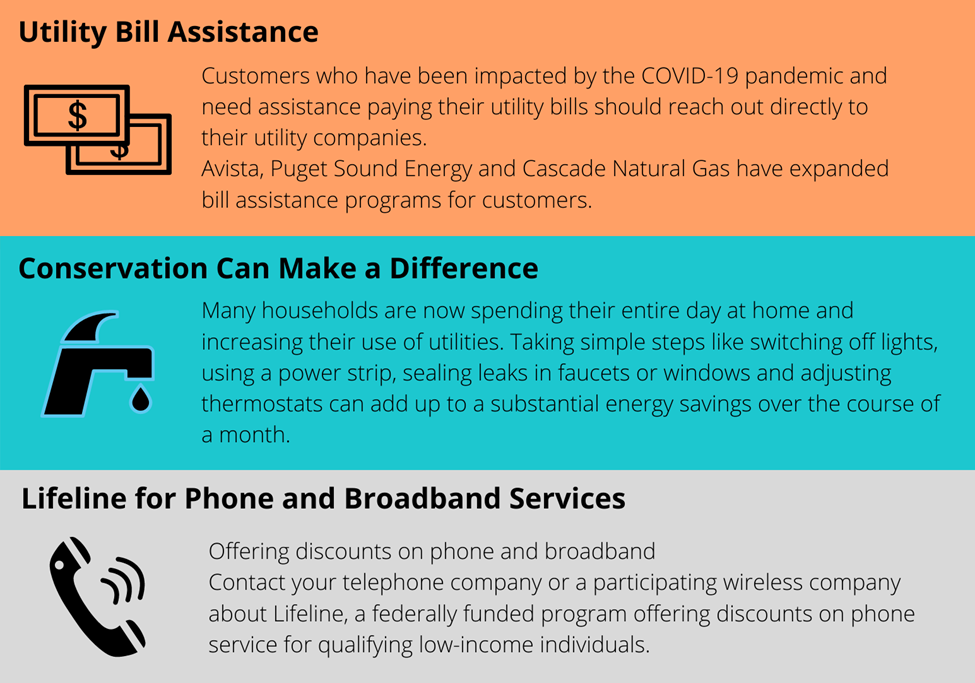 Utility Bill Assistance
$
$
Customers who have been impacted by the COVID-19 pandemic and
need assistance paying their utility bills should reach out directly to
their utility companies.
Avista, Puget Sound Energy and Cascade Natural Gas have expanded
bill assistance programs for customers.
Conservation Can Make a Difference
Many households are now spending their entire day at home and
increasing their use of utilities. Taking simple steps like switching off lights,
using a power strip, sealing leaks in faucets or windows and adjusting
thermostats can add up to a substantial energy savings over the course of
a month.
Lifeline for Phone and Broadband Services
Offering discounts on phone and broadband
Contact your telephone company or a participating wireless company
about Lifeline, a federally funded program offering discounts on phone
service for qualifying low-income individuals.